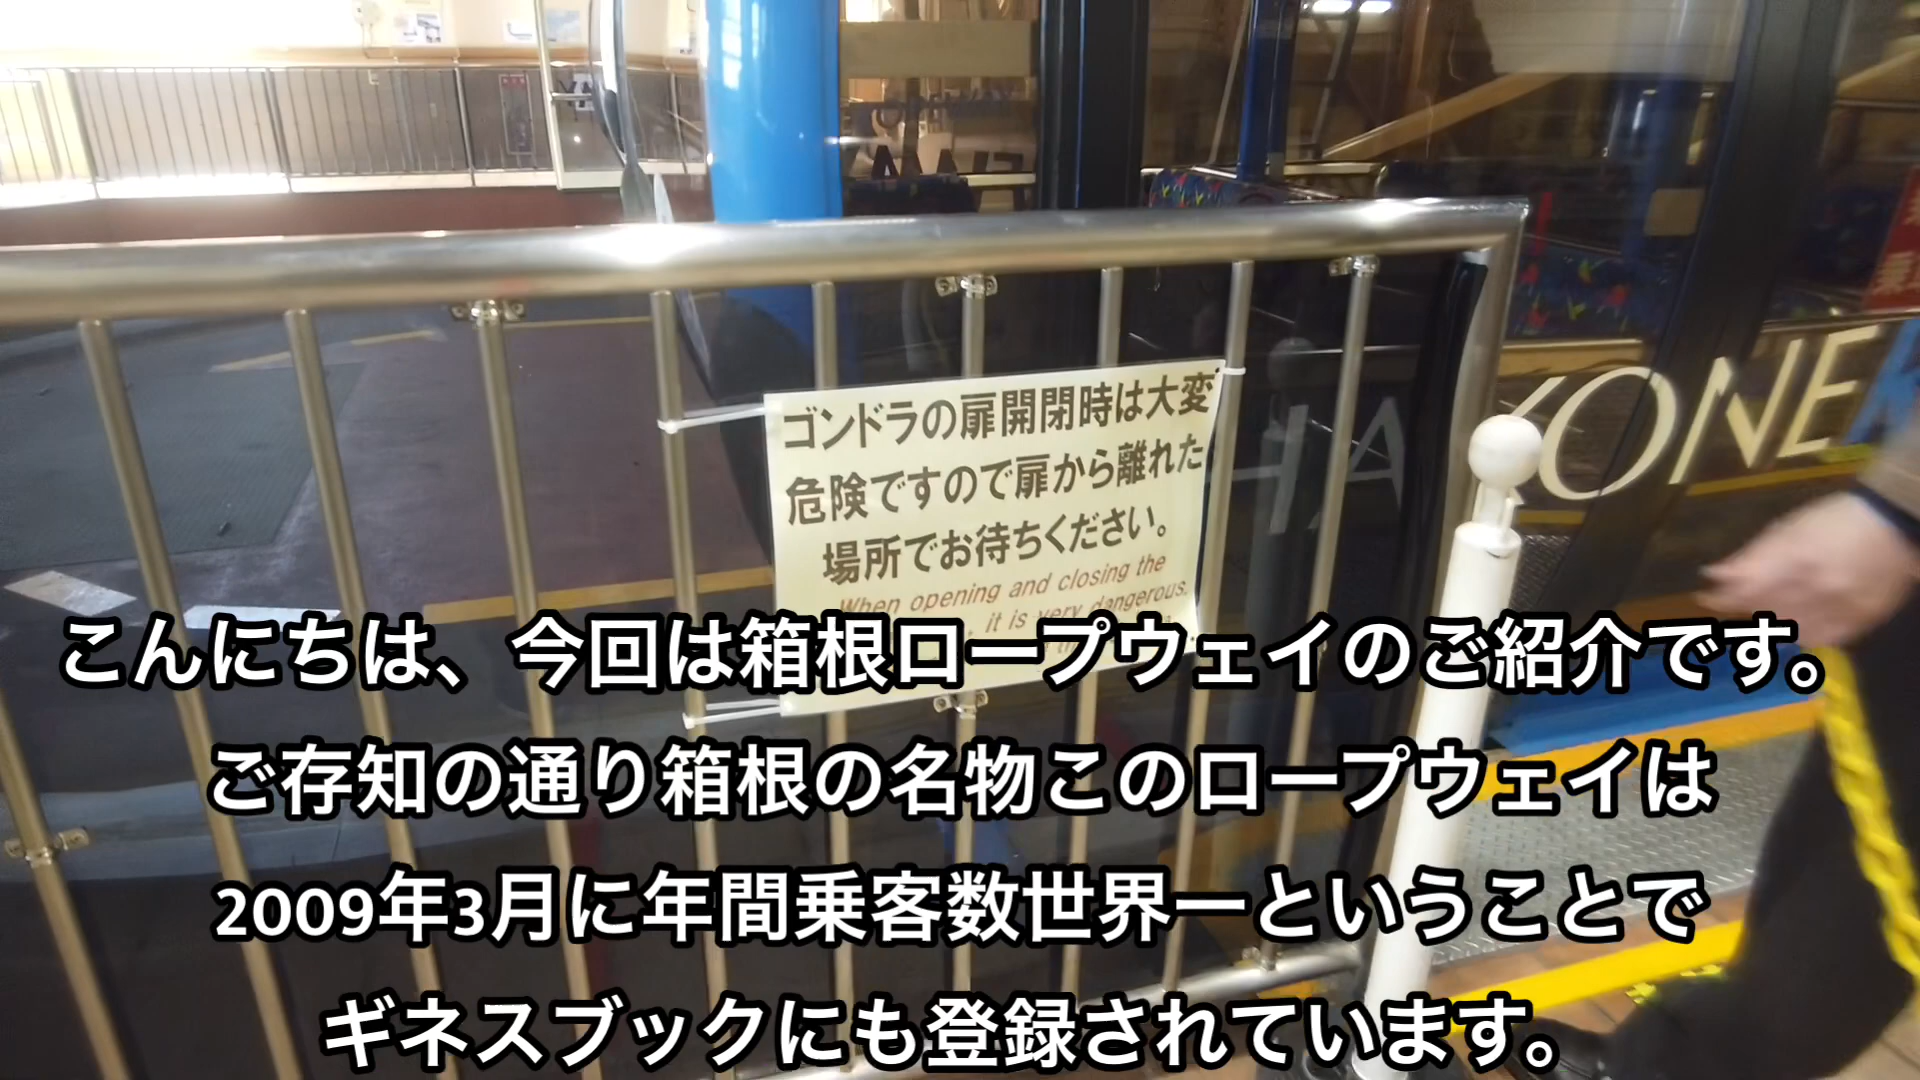 ゴンドラの扉開閉時は大変
危険ですので扉から離れた
場所でお待ちください。
When opening and closing the
it is very dangerous.
HAKONE
こんにちは、今回は箱根ロープウェイのご紹介です。
ご存知の通り箱根の名物このロープウェイは
2009年3月に年間乗客数世界一ということで
ギネスブックにも登録されています。